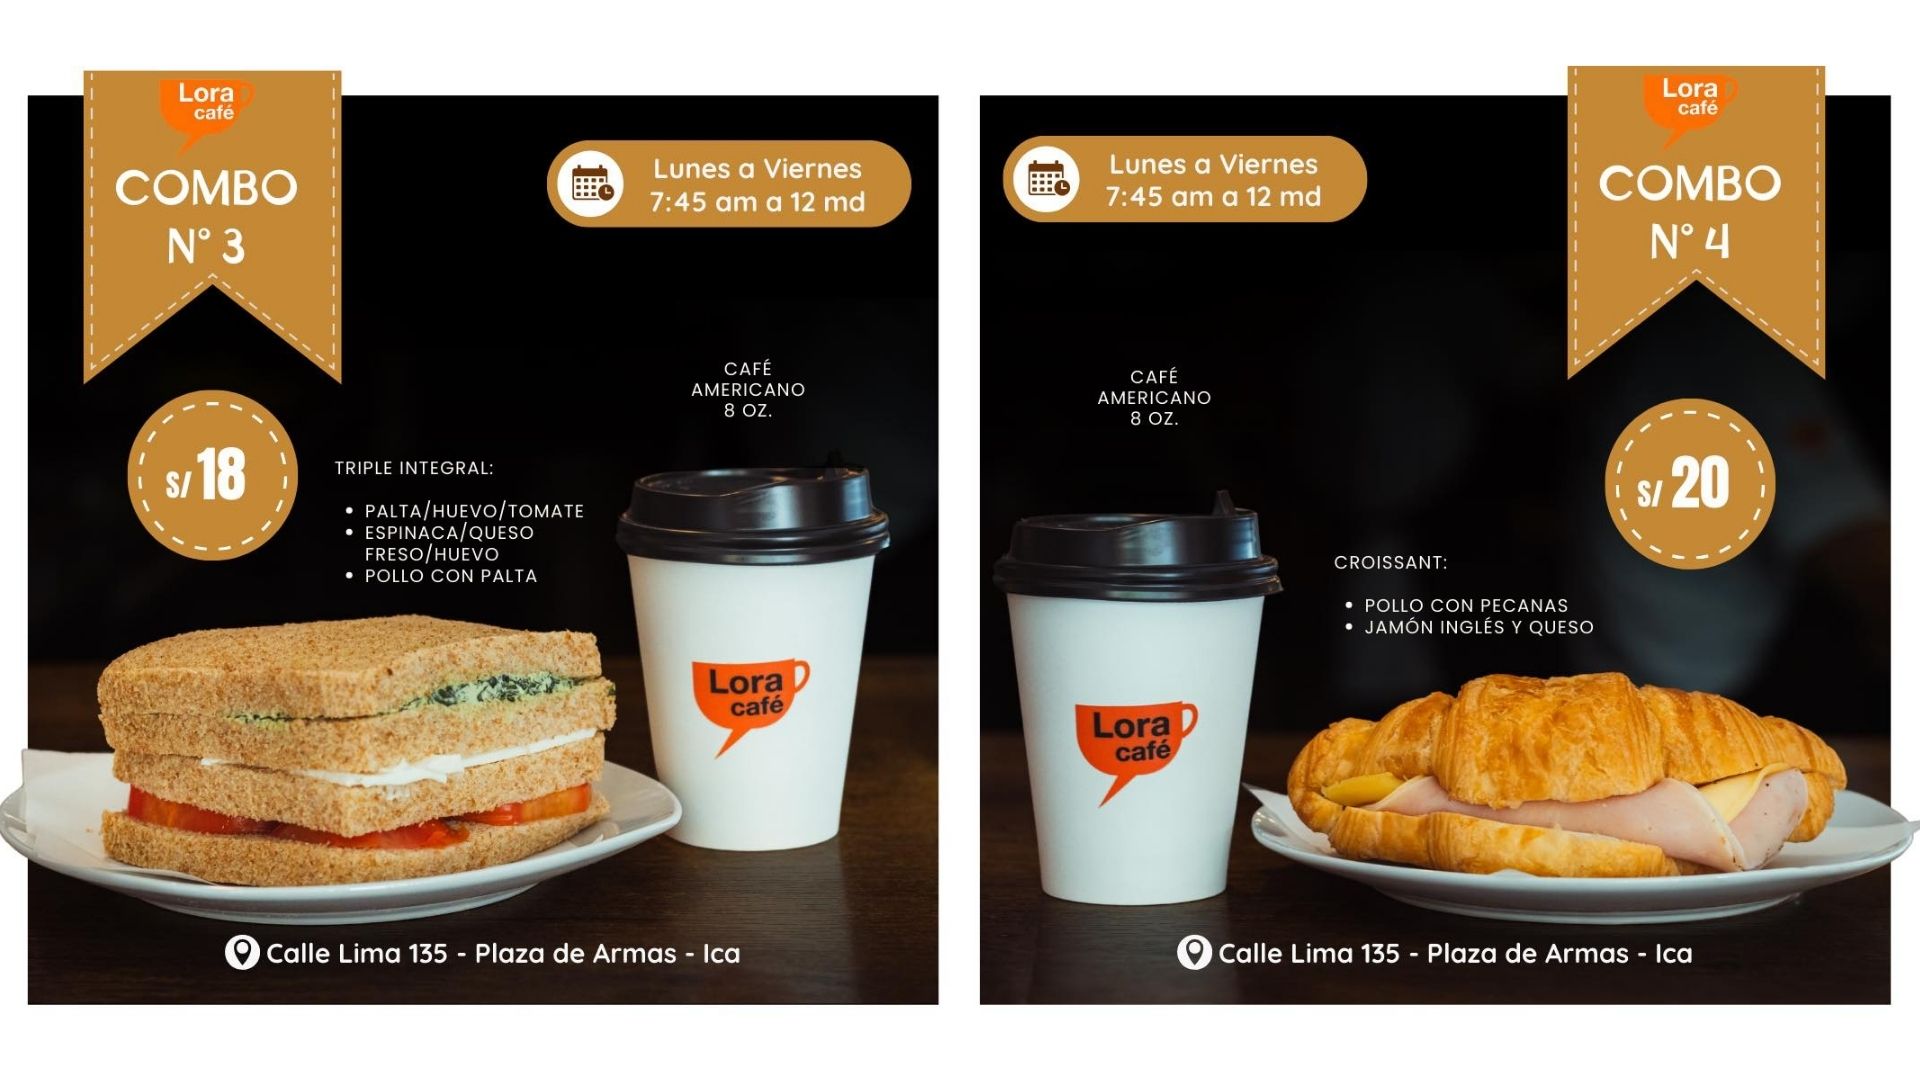 Lora
café
COMBO
N° 3
Lunes a Viernes
7:45 am a 12 md
CAFÉ
AMERICANO
8 OZ.
S/ 18
TRIPLE INTEGRAL:
• PALTA/HUEVO/TOMATE
• ESPINACA/QUESO
FRESO/HUEVO
• POLLO CON PALTA
Lora
café
Calle Lima 135 - Plaza de Armas - Ica
Lunes a Viernes
7:45 am a 12 md
Lora
café
COMBO
N° 4
CAFÉ
AMERICANO
8 OZ.
S/ 20
CROISSANT:
• POLLO CON PECANAS
• JAMÓN INGLÉS Y QUESO
Lora
café
Calle Lima 135 - Plaza de Armas - Ica